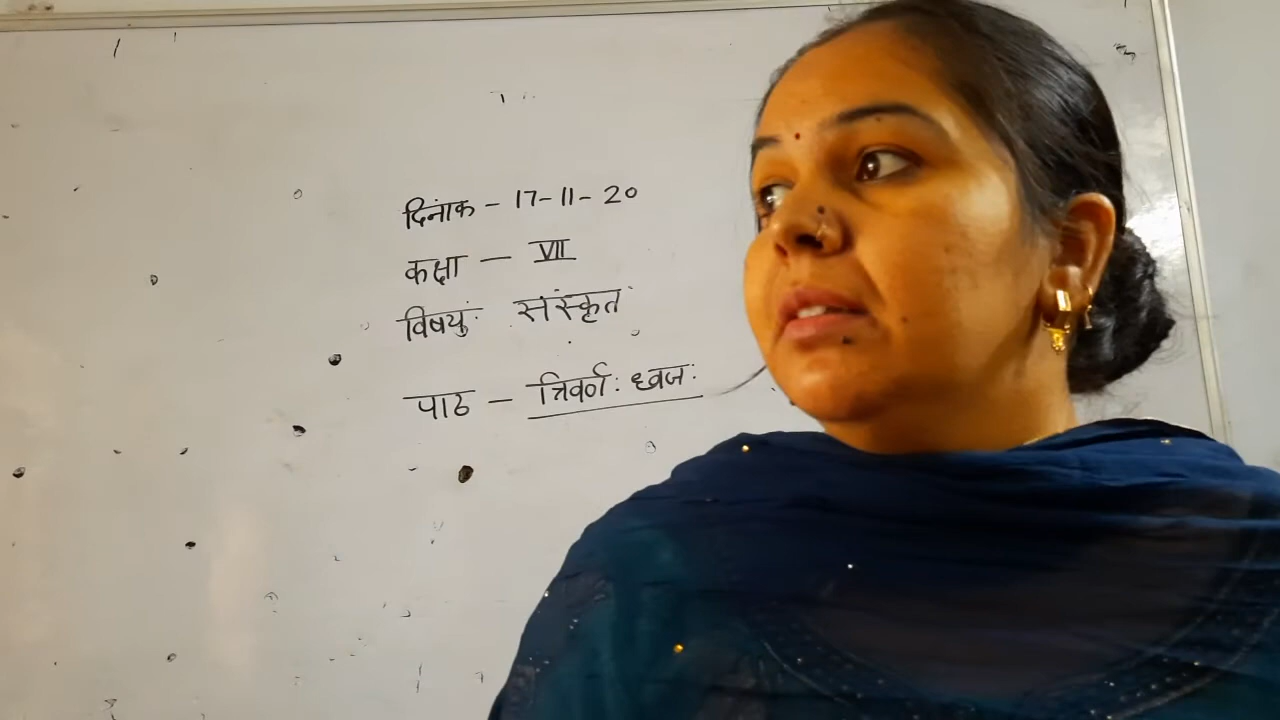 दिनांक - 17-11-20
कक्षा - VII
विषय: संस्कृत
पाठ - त्रिवर्ण: ध्वज: